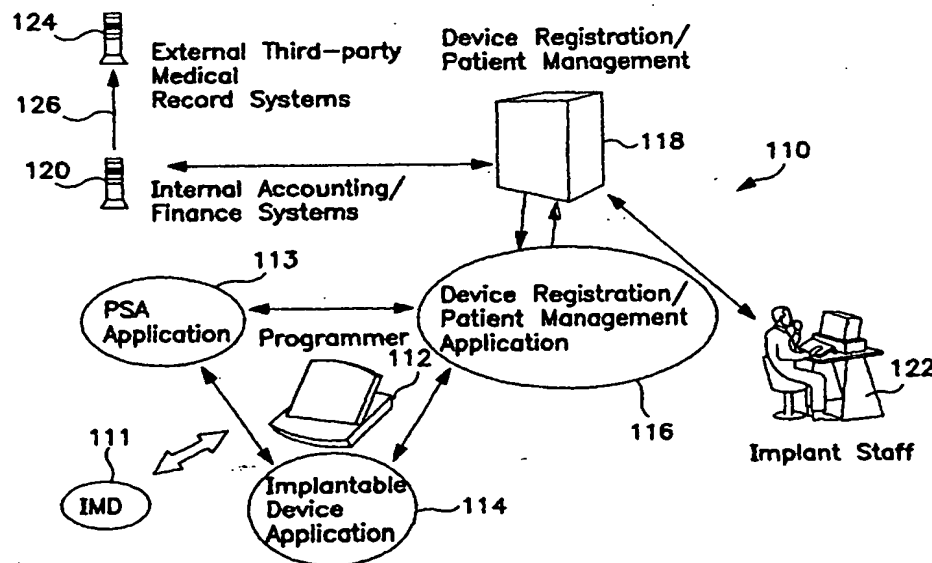 124
External Third-party
Medical
Record Systems
126
120
Internal Accounting/
Finance Systems
Device Registration/
Patient Management
118
110
113
PSA
Application
Programmer
112
Device Registration/
Patient Management
Application
116
122
Implant Staff
111
IMD
Implantable
Device
Application
114